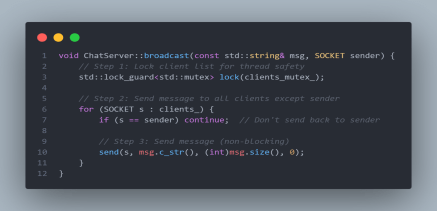 1 void ChatServer::broadcast(const std::string& msg, SOCKET sender) {
2 // Step 1: Lock client list for thread safety
3 std::lock_guard<std::mutex> lock(clients_mutex_);
4
5 // Step 2: Send message to all clients except sender
6 for (SOCKET s : clients_) {
7 if (s == sender) continue; // Don't send back to sender
8
9 // Step 3: Send message (non-blocking)
10 send(s, msg.c_str(), (int)msg.size(), 0);
11 }
12 }